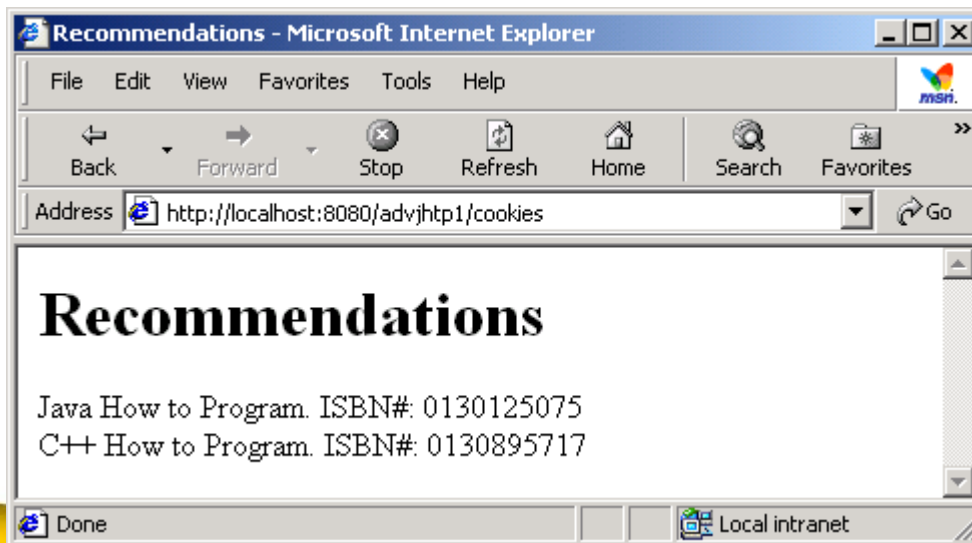 Recommendations - Microsoft Internet Explorer
File Edit View Favorites Tools Help
msn.
Back Forward Stop Refresh Home Search Favorites »
Address http://localhost:8080/advjhtp1/cookies Go
Recommendations
Java How to Program. ISBN#: 0130125075
C++ How to Program. ISBN#: 0130895717
Done Local intranet